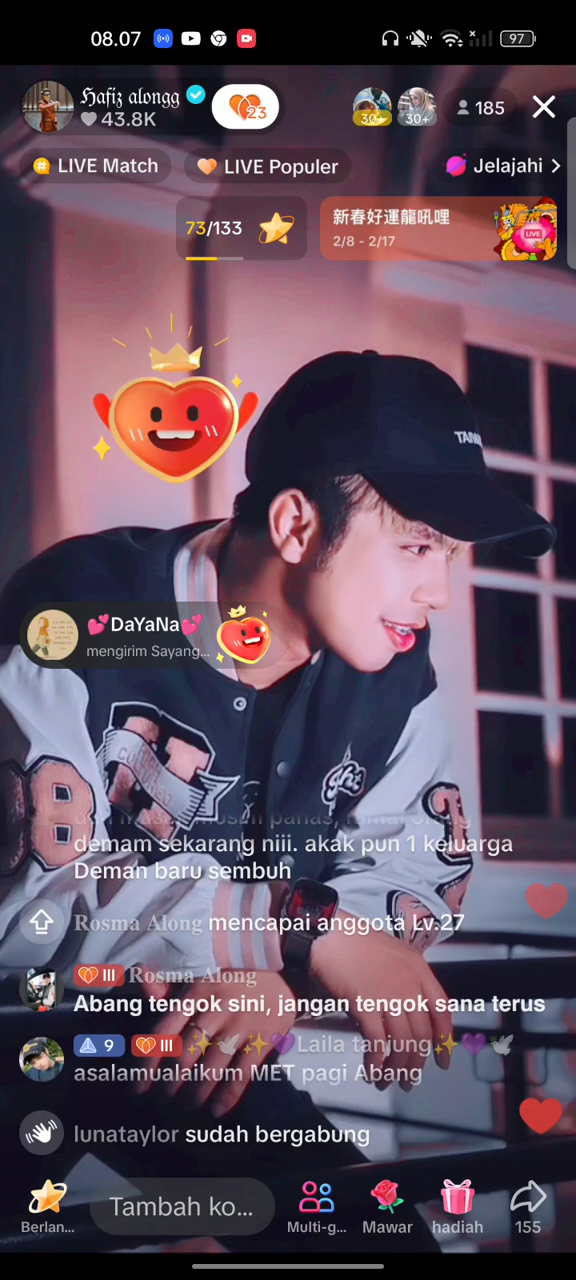 08.07
97
Hafiz alongg
43.8K
23
30+
30+
185
LIVE Match
LIVE Populer
Jelajahi
73/133
新春好運龍吼哩
2/8 - 2/17
LIVE
💕DaYaNa💕
mengirim Sayang...
demam sekarang niii. akak pun 1 keluarga
Deman baru sembuh
Rosma Along mencapai anggota Lv.27
III Rosma Along
Abang tengok sini, jangan tengok sana terus
9 III ✨🕊✨💜Laila tanjung✨💜🕊
asalamualaikum MET pagi Abang
lunataylor sudah bergabung
Berlan...
Tambah ko...
Multi-g...
Mawar
hadiah
155